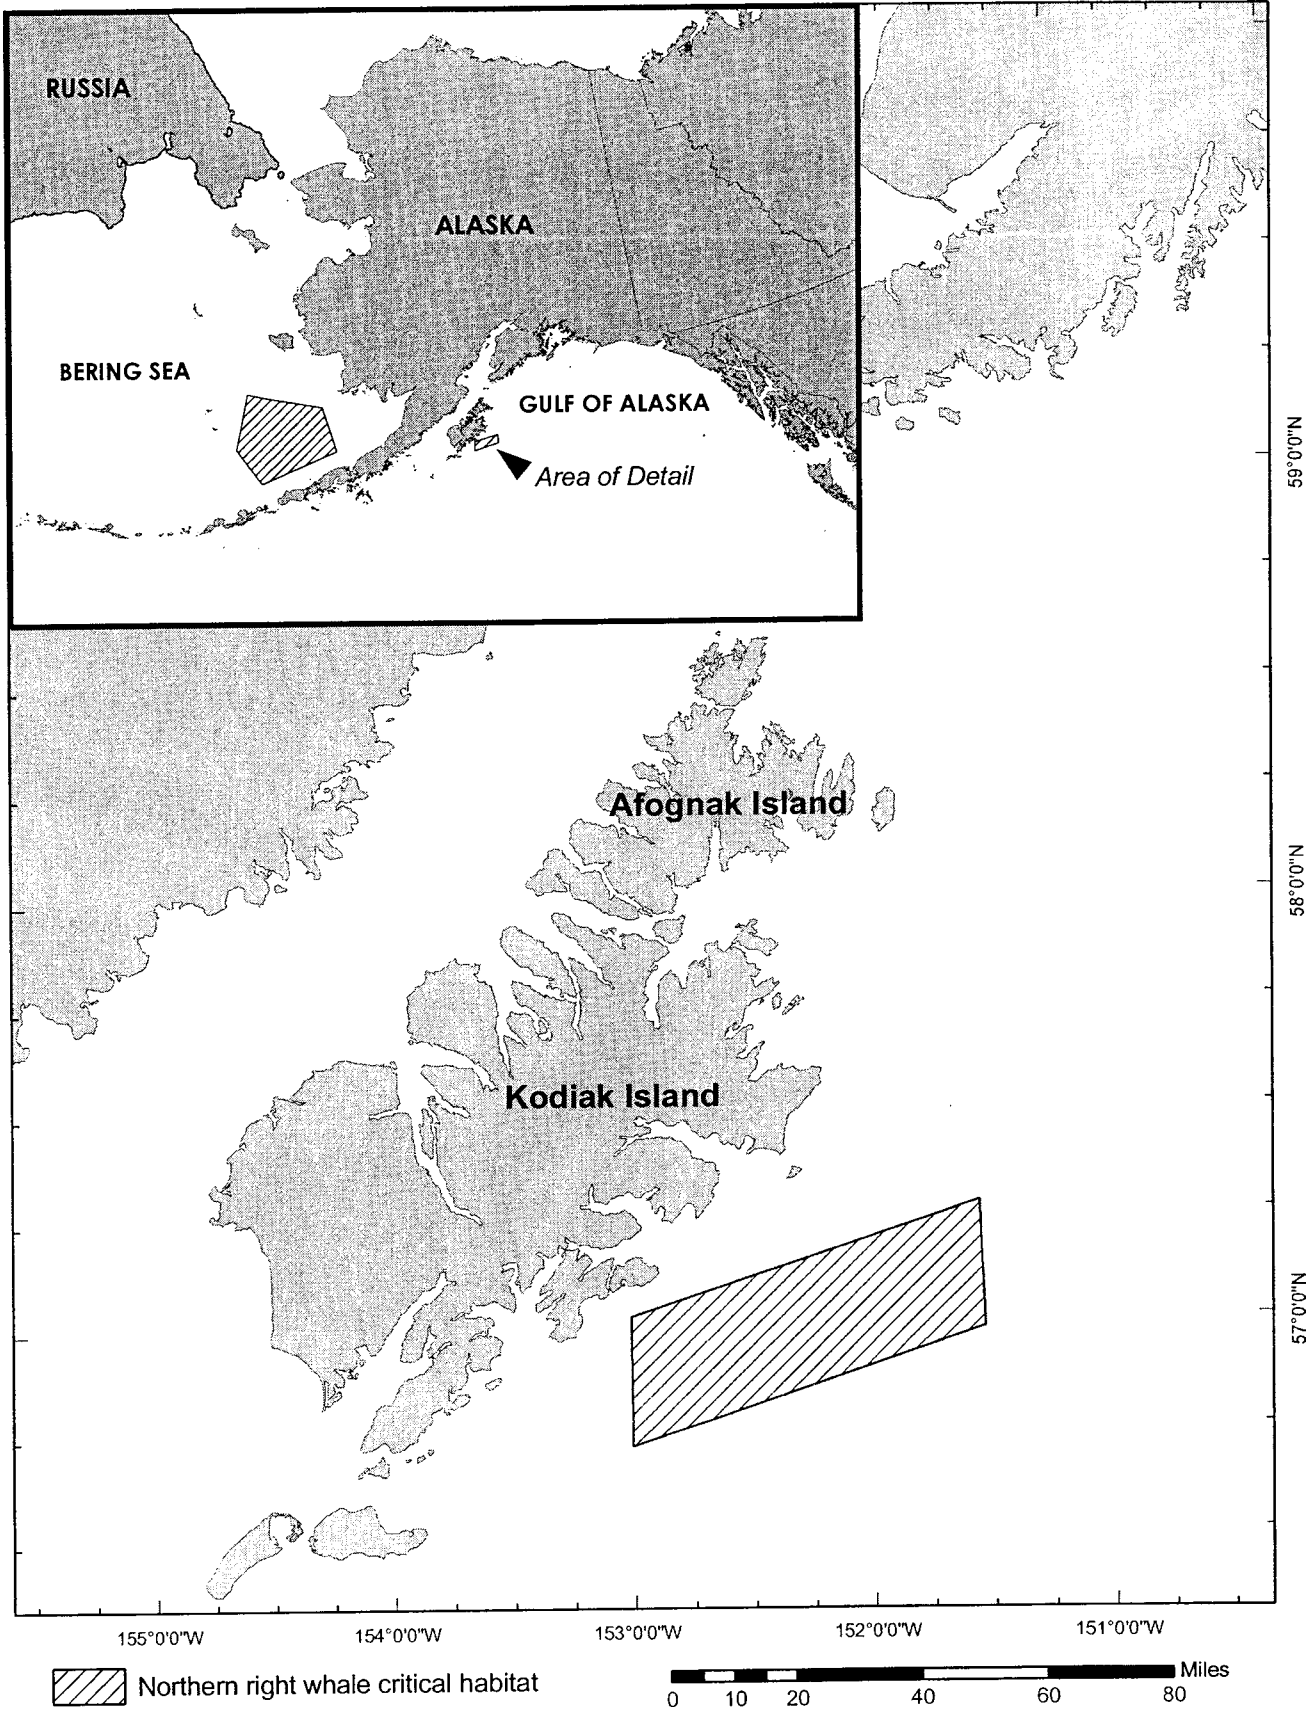 RUSSIA
ALASKA
BERING SEA
GULF OF ALASKA
Area of Detail
59°0'0"N
Afognak Island
58°0'0"N
Kodiak Island
57°0'0"N
155°0'0"W
154°0'0"W
153°0'0"W
152°0'0"W
151°0'0"W
Northern right whale critical habitat
Miles
0 10 20 40 60 80